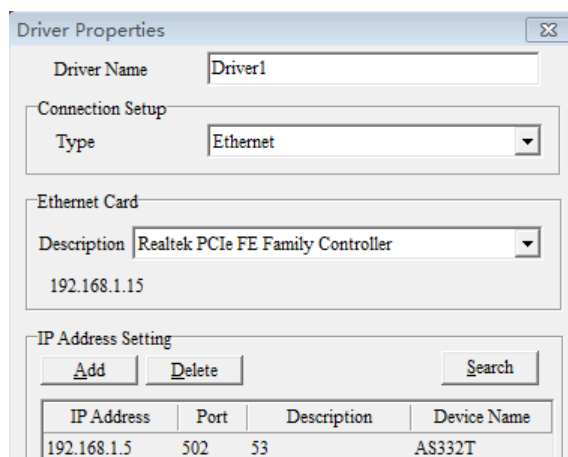 Driver Properties
Driver Name Driver1
Connection Setup
Type Ethernet
Ethernet Card
Description Realtek PCIe FE Family Controller
192.168.1.15
IP Address Setting
Add Delete Search
IP Address Port Description Device Name
192.168.1.5 502 53 AS332T